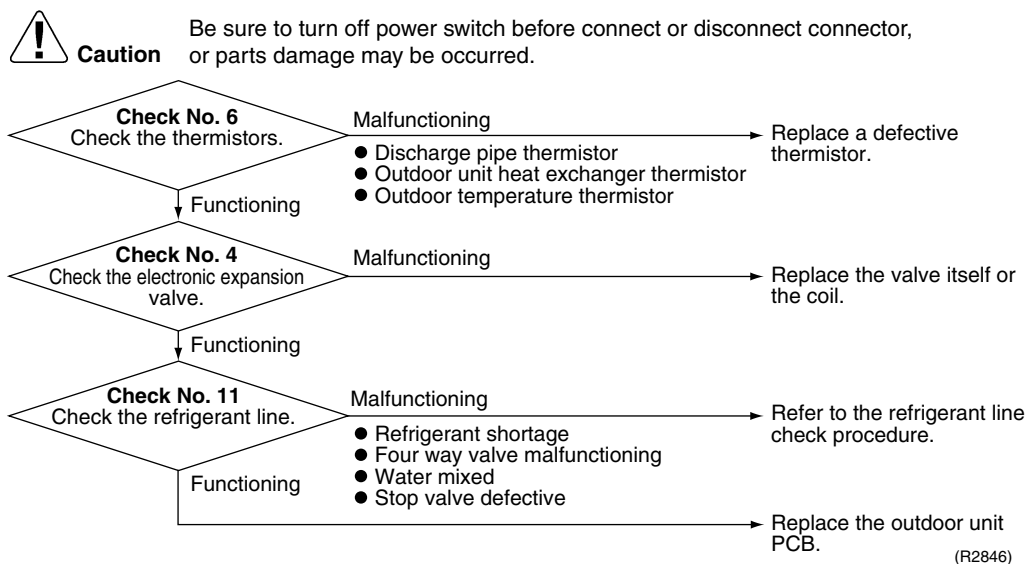 Be sure to turn off power switch before connect or disconnect connector,
Caution or parts damage may be occurred.
Check No. 6
Check the thermistors.
Malfunctioning
● Discharge pipe thermistor
● Outdoor unit heat exchanger thermistor
● Outdoor temperature thermistor
Replace a defective
thermistor.
Functioning
Check No. 4
Check the electronic expansion
valve.
Malfunctioning
Replace the valve itself or
the coil.
Functioning
Check No. 11
Check the refrigerant line.
Malfunctioning
● Refrigerant shortage
● Four way valve malfunctioning
● Water mixed
● Stop valve defective
Refer to the refrigerant line
check procedure.
Functioning
Replace the outdoor unit
PCB.
(R2846)